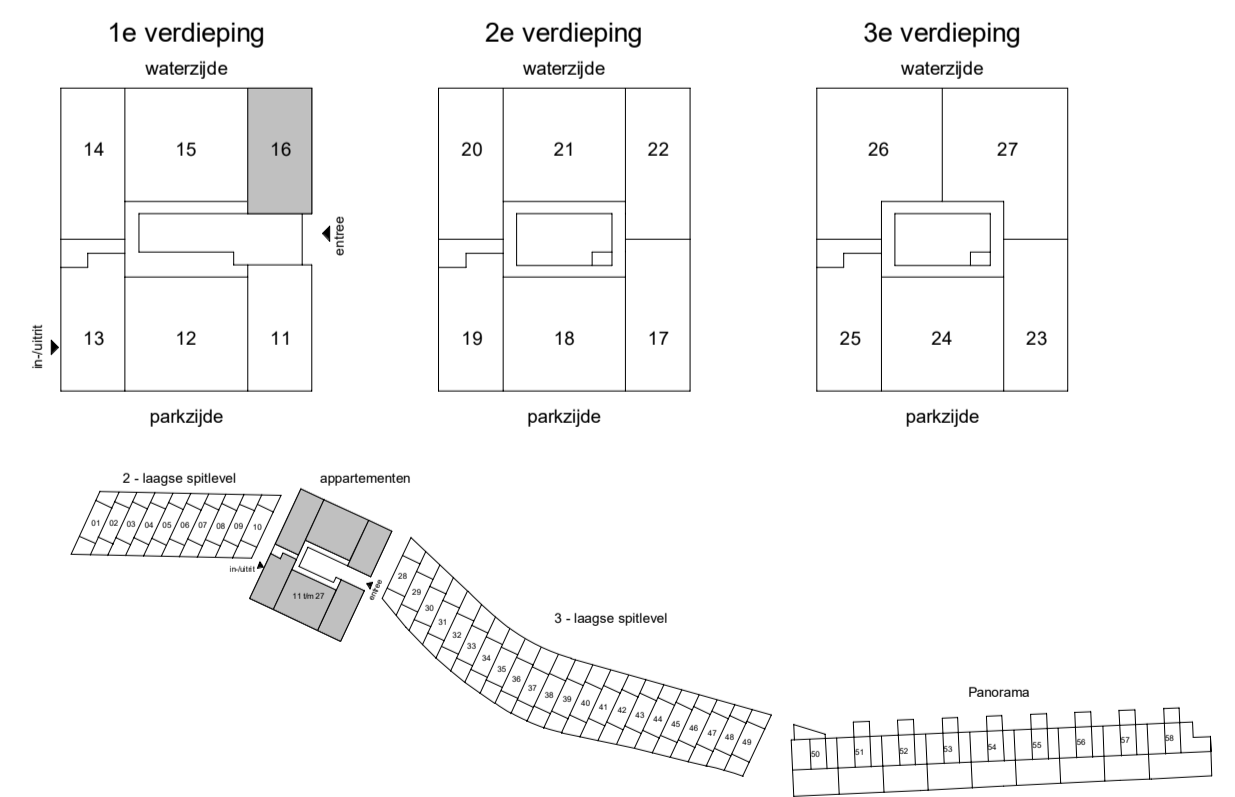 1e verdieping
waterzijde
14
15
16
entree
13
12
11
in-/uitrit
parkzijde
2e verdieping
waterzijde
20
21
22
19
18
17
parkzijde
3e verdieping
waterzijde
26
27
25
24
23
parkzijde
2 - laagse spitlevel
01 02 03 04 05 06 07 08 09 10
appartementen
in-/uitrit
11 t/m 27
entree
3 - laagse spitlevel
28
29
30
31
32
33
34
35
36
37
38
39
40
41
42
43
44
45
46
47
48
49
Panorama
50 51 52 53 54 55 56 57 58